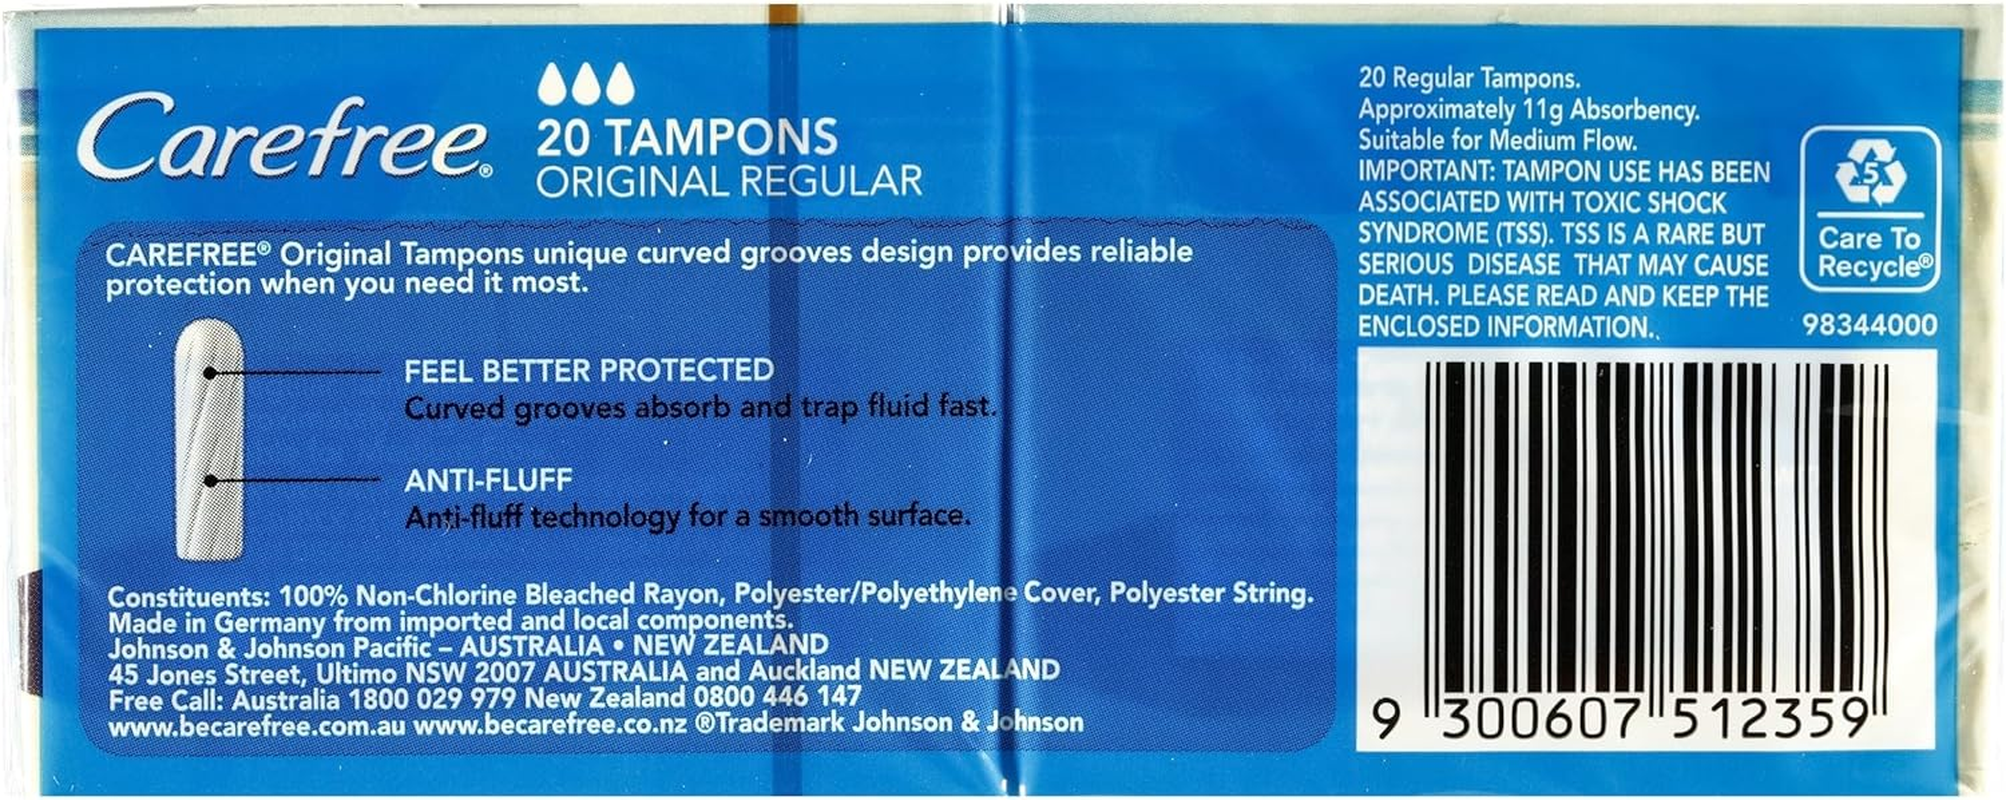 Carefree®
20 TAMPONS
ORIGINAL REGULAR
CAREFREE® Original Tampons unique curved grooves design provides reliable
protection when you need it most.
FEEL BETTER PROTECTED
Curved grooves absorb and trap fluid fast.
ANTI-FLUFF
Anti-fluff technology for a smooth surface.
Constituents: 100% Non-Chlorine Bleached Rayon, Polyester/Polyethylene Cover, Polyester String.
Made in Germany from imported and local components.
Johnson & Johnson Pacific – AUSTRALIA • NEW ZEALAND
45 Jones Street, Ultimo NSW 2007 AUSTRALIA and Auckland NEW ZEALAND
Free Call: Australia 1800 029 979 New Zealand 0800 446 147
www.becarefree.com.au www.becarefree.co.nz ®Trademark Johnson & Johnson
20 Regular Tampons.
Approximately 11g Absorbency.
Suitable for Medium Flow.
IMPORTANT: TAMPON USE HAS BEEN
ASSOCIATED WITH TOXIC SHOCK
SYNDROME (TSS). TSS IS A RARE BUT
SERIOUS DISEASE THAT MAY CAUSE
DEATH. PLEASE READ AND KEEP THE
ENCLOSED INFORMATION..
5
Care To
Recycle®
98344000
9 300607 512359